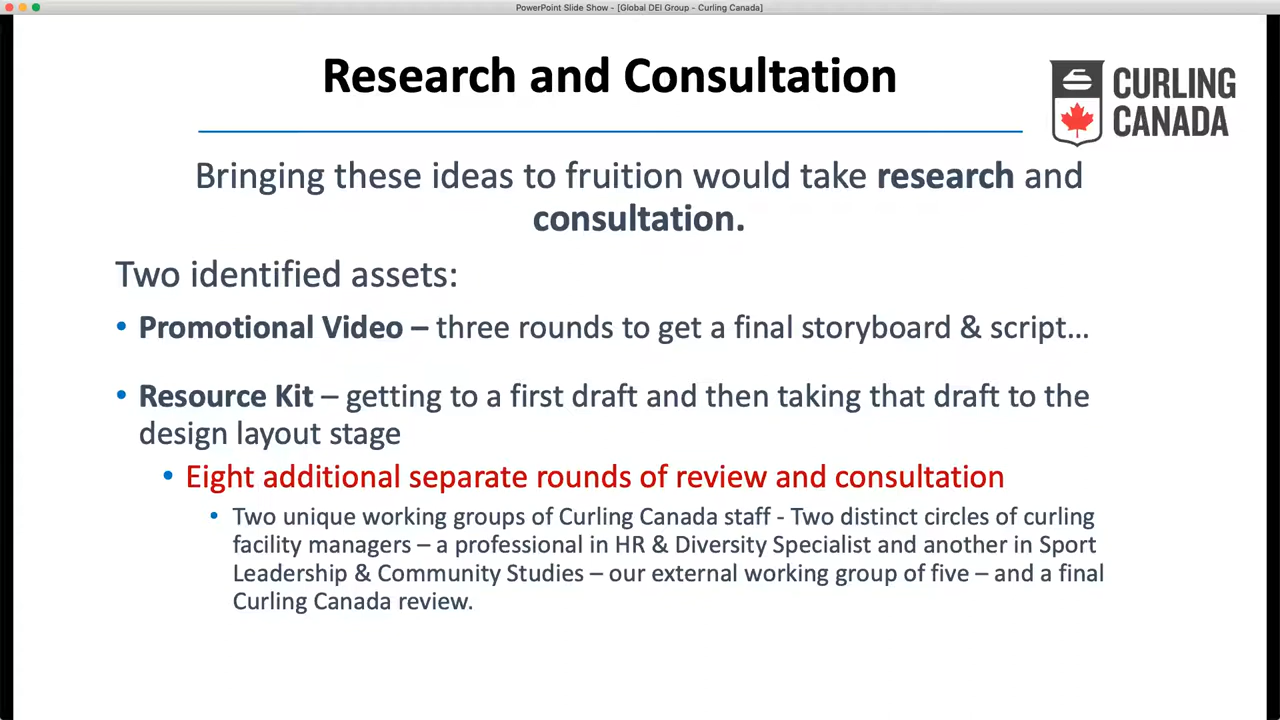 PowerPoint Slide Show - [Global DEI Group - Curling Canada]
Research and Consultation
CURLING
CANADA
Bringing these ideas to fruition would take research and
consultation.
Two identified assets:
• Promotional Video – three rounds to get a final storyboard & script…
• Resource Kit – getting to a first draft and then taking that draft to the
design layout stage
• Eight additional separate rounds of review and consultation
• Two unique working groups of Curling Canada staff - Two distinct circles of curling
facility managers – a professional in HR & Diversity Specialist and another in Sport
Leadership & Community Studies – our external working group of five – and a final
Curling Canada review.